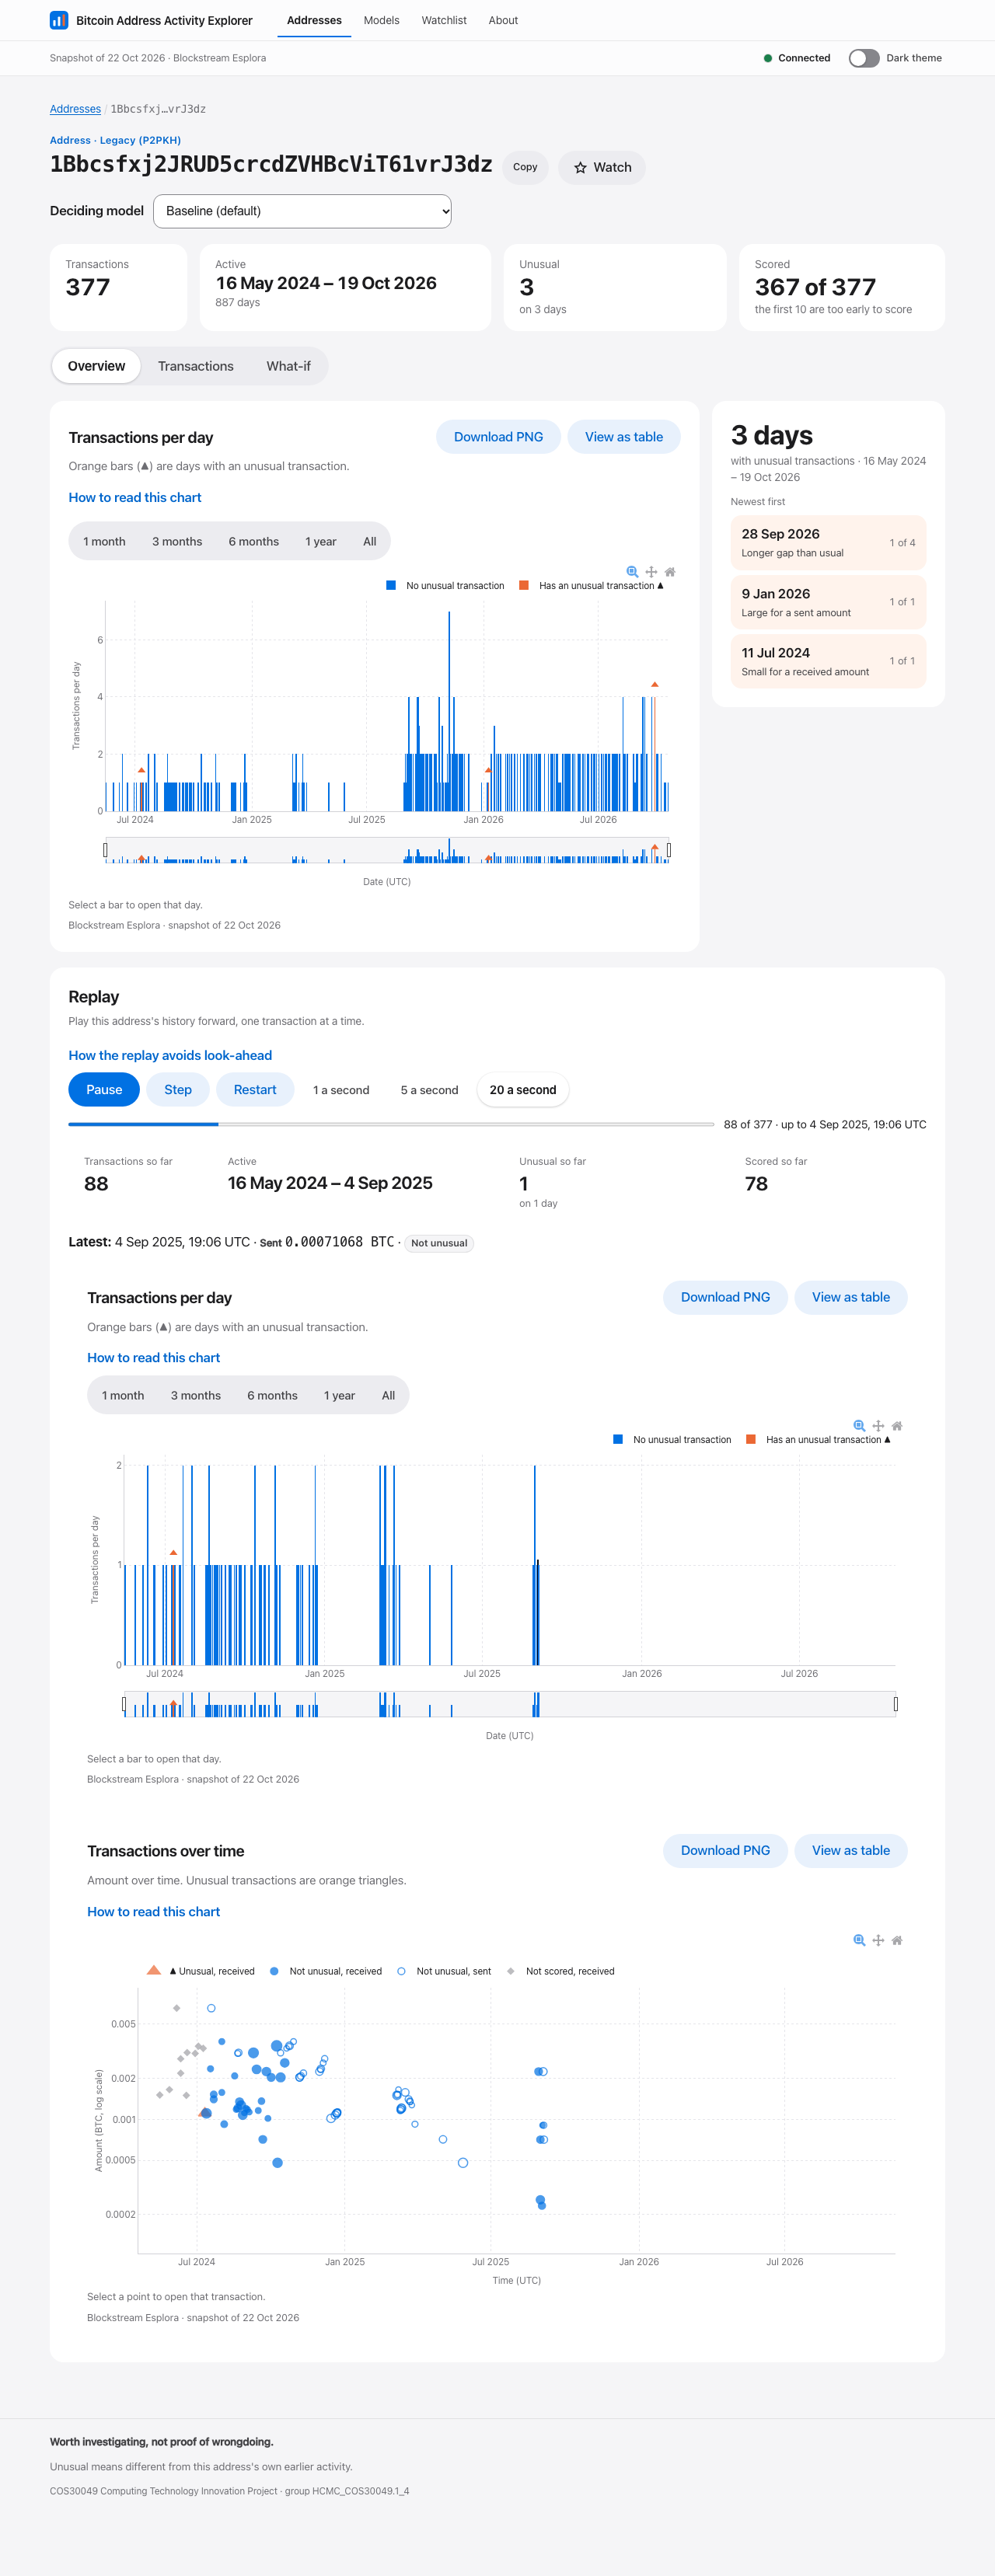 Bitcoin Address Activity Explorer
Addresses
Models
Watchlist
About
Snapshot of 22 Oct 2026 · Blockstream Esplora
Connected
Dark theme
Addresses / 1Bbcsfxj…vrJ3dz
Address · Legacy (P2PKH)
1Bbcsfxj2JRUD5crcdZVHBcViT61vrJ3dz
Copy
Watch
Deciding model
Baseline (default)
Transactions
377
Active
16 May 2024 – 19 Oct 2026
887 days
Unusual
3
on 3 days
Scored
367 of 377
the first 10 are too early to score
Overview
Transactions
What-if
Transactions per day
Download PNG
View as table
Orange bars (▲) are days with an unusual transaction.
How to read this chart
1 month
3 months
6 months
1 year
All
No unusual transaction
Has an unusual transaction ▲
Transactions per day
6
4
2
0
Jul 2024
Jan 2025
Jul 2025
Jan 2026
Jul 2026
Date (UTC)
Select a bar to open that day.
Blockstream Esplora · snapshot of 22 Oct 2026
3 days
with unusual transactions · 16 May 2024
– 19 Oct 2026
Newest first
28 Sep 2026
Longer gap than usual
1 of 4
9 Jan 2026
Large for a sent amount
1 of 1
11 Jul 2024
Small for a received amount
1 of 1
Replay
Play this address's history forward, one transaction at a time.
How the replay avoids look-ahead
Pause
Step
Restart
1 a second
5 a second
20 a second
88 of 377 · up to 4 Sep 2025, 19:06 UTC
Transactions so far
88
Active
16 May 2024 – 4 Sep 2025
Unusual so far
1
on 1 day
Scored so far
78
Latest: 4 Sep 2025, 19:06 UTC · Sent 0.00071068 BTC · Not unusual
Transactions per day
Download PNG
View as table
Orange bars (▲) are days with an unusual transaction.
How to read this chart
1 month
3 months
6 months
1 year
All
No unusual transaction
Has an unusual transaction ▲
Transactions per day
2
1
0
Jul 2024
Jan 2025
Jul 2025
Jan 2026
Jul 2026
Date (UTC)
Select a bar to open that day.
Blockstream Esplora · snapshot of 22 Oct 2026
Transactions over time
Download PNG
View as table
Amount over time. Unusual transactions are orange triangles.
How to read this chart
▲ Unusual, received
Not unusual, received
Not unusual, sent
Not scored, received
Amount (BTC, log scale)
0.005
0.002
0.001
0.0005
0.0002
Jul 2024
Jan 2025
Jul 2025
Jan 2026
Jul 2026
Time (UTC)
Select a point to open that transaction.
Blockstream Esplora · snapshot of 22 Oct 2026
Worth investigating, not proof of wrongdoing.
Unusual means different from this address's own earlier activity.
COS30049 Computing Technology Innovation Project · group HCMC_COS30049.1_4